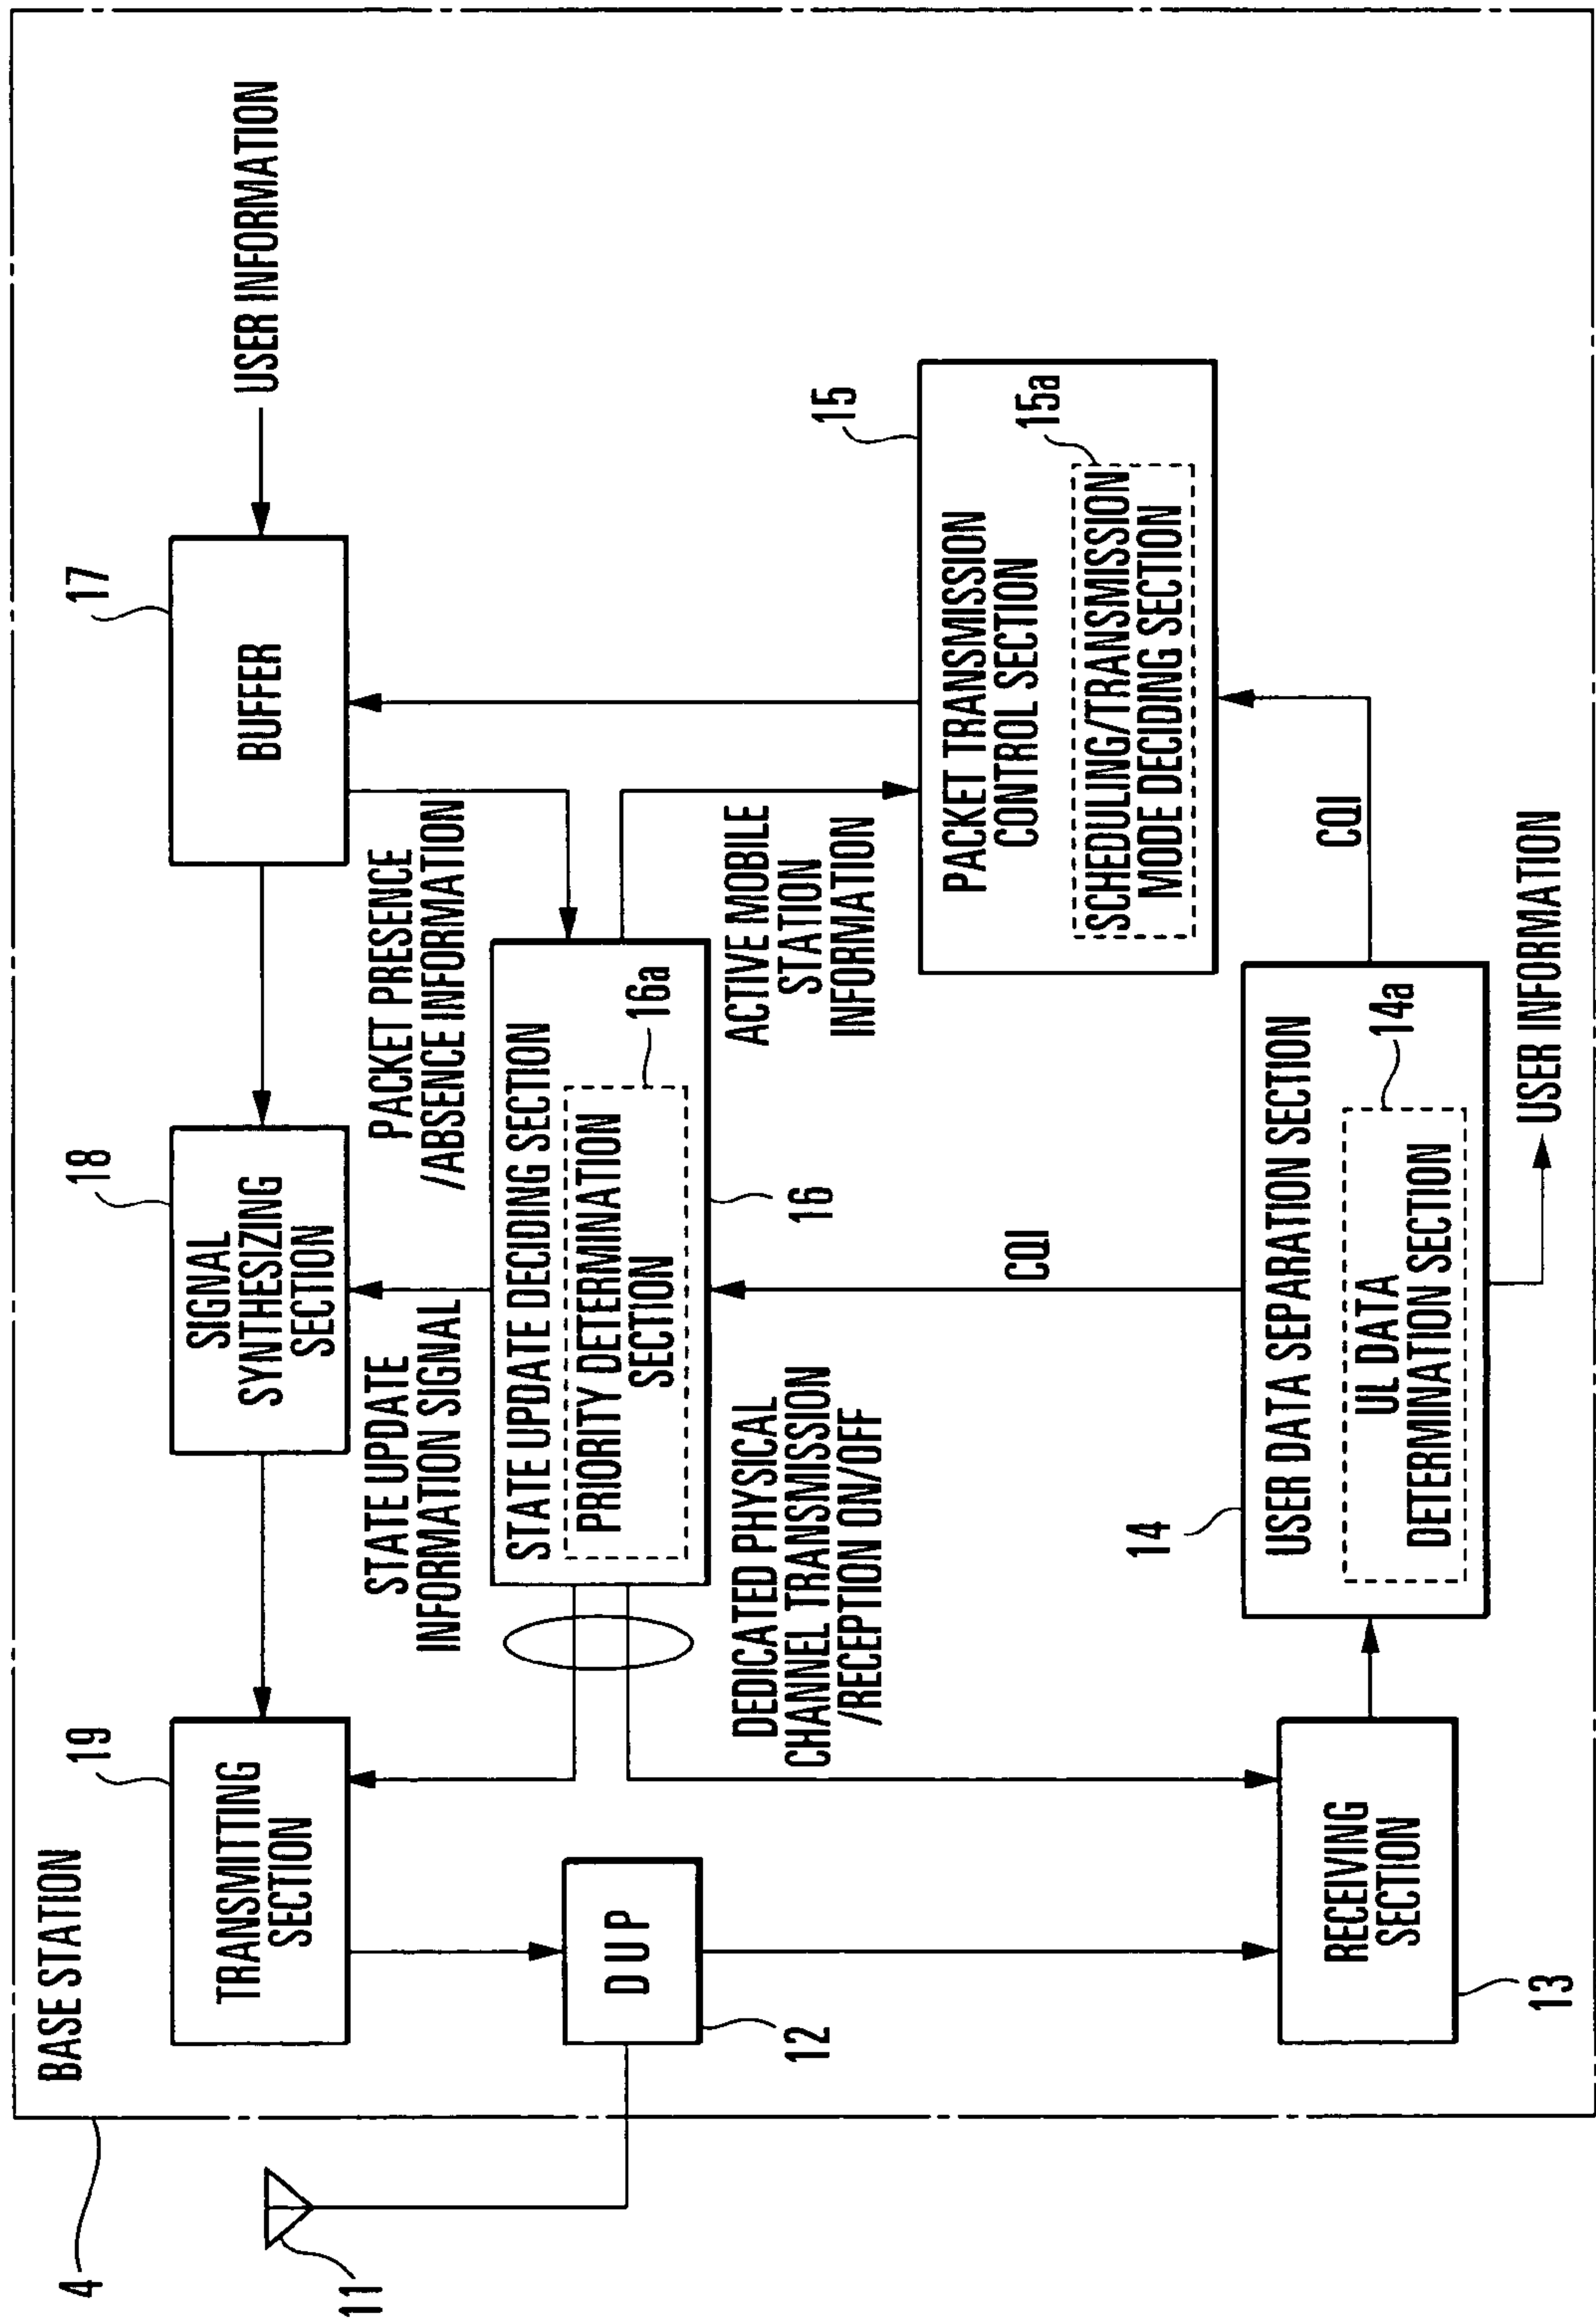 BASE STATION
4
11
19
TRANSMITTING
SECTION
18
SIGNAL
SYNTHESIZING
SECTION
17
BUFFER
USER INFORMATION
STATE UPDATE
INFORMATION SIGNAL
PACKET PRESENCE
/ABSENCE INFORMATION
DUP
12
STATE UPDATE DECIDING SECTION
PRIORITY DETERMINATION
SECTION
16a
16
DEDICATED PHYSICAL
CHANNEL TRANSMISSION
/RECEPTION ON/OFF
ACTIVE MOBILE
STATION
INFORMATION
15
PACKET TRANSMISSION
CONTROL SECTION
15a
SCHEDULING/TRANSMISSION
MODE DECIDING SECTION
CQI
CQI
RECEIVING
SECTION
13
14
USER DATA SEPARATION SECTION
UL DATA
DETERMINATION SECTION
14a
USER INFORMATION